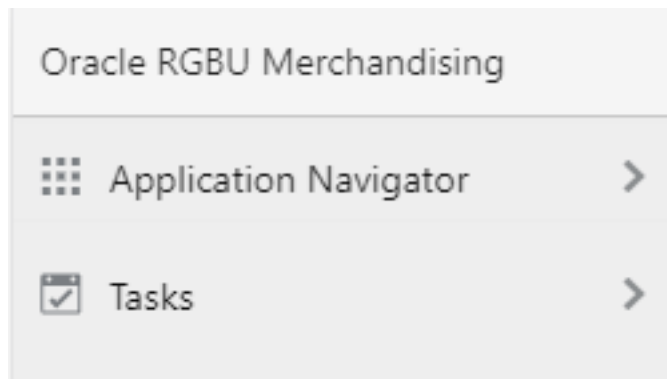 Oracle RGBU Merchandising
Application Navigator
Tasks